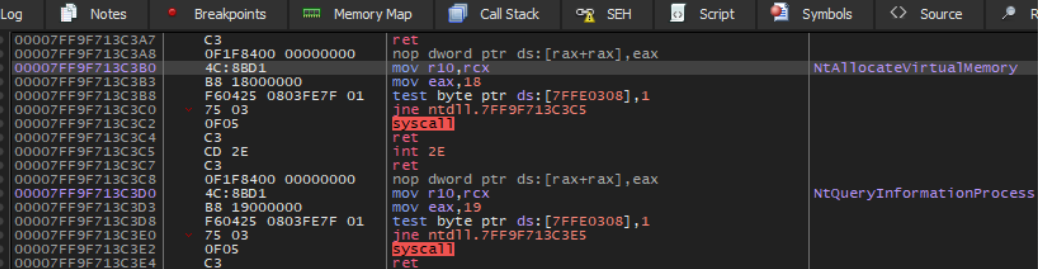 Log Notes Breakpoints Memory Map Call Stack SEH Script Symbols Source R
00007FF9F713C3A7 C3 ret
00007FF9F713C3A8 0F1F8400 00000000 nop dword ptr ds:[rax+rax],eax
00007FF9F713C3B0 4C:8BD1 mov r10,rcx NtAllocateVirtualMemory
00007FF9F713C3B3 B8 18000000 mov eax,18
00007FF9F713C3B8 F60425 0803FE7F 01 test byte ptr ds:[7FFE0308],1
00007FF9F713C3C0 75 03 jne ntdll.7FF9F713C3C5
00007FF9F713C3C2 0F05 syscall
00007FF9F713C3C4 C3 ret
00007FF9F713C3C5 CD 2E int 2E
00007FF9F713C3C7 C3 ret
00007FF9F713C3C8 0F1F8400 00000000 nop dword ptr ds:[rax+rax],eax
00007FF9F713C3D0 4C:8BD1 mov r10,rcx NtQueryInformationProcess
00007FF9F713C3D3 B8 19000000 mov eax,19
00007FF9F713C3D8 F60425 0803FE7F 01 test byte ptr ds:[7FFE0308],1
00007FF9F713C3E0 75 03 jne ntdll.7FF9F713C3E5
00007FF9F713C3E2 0F05 syscall
00007FF9F713C3E4 C3 ret